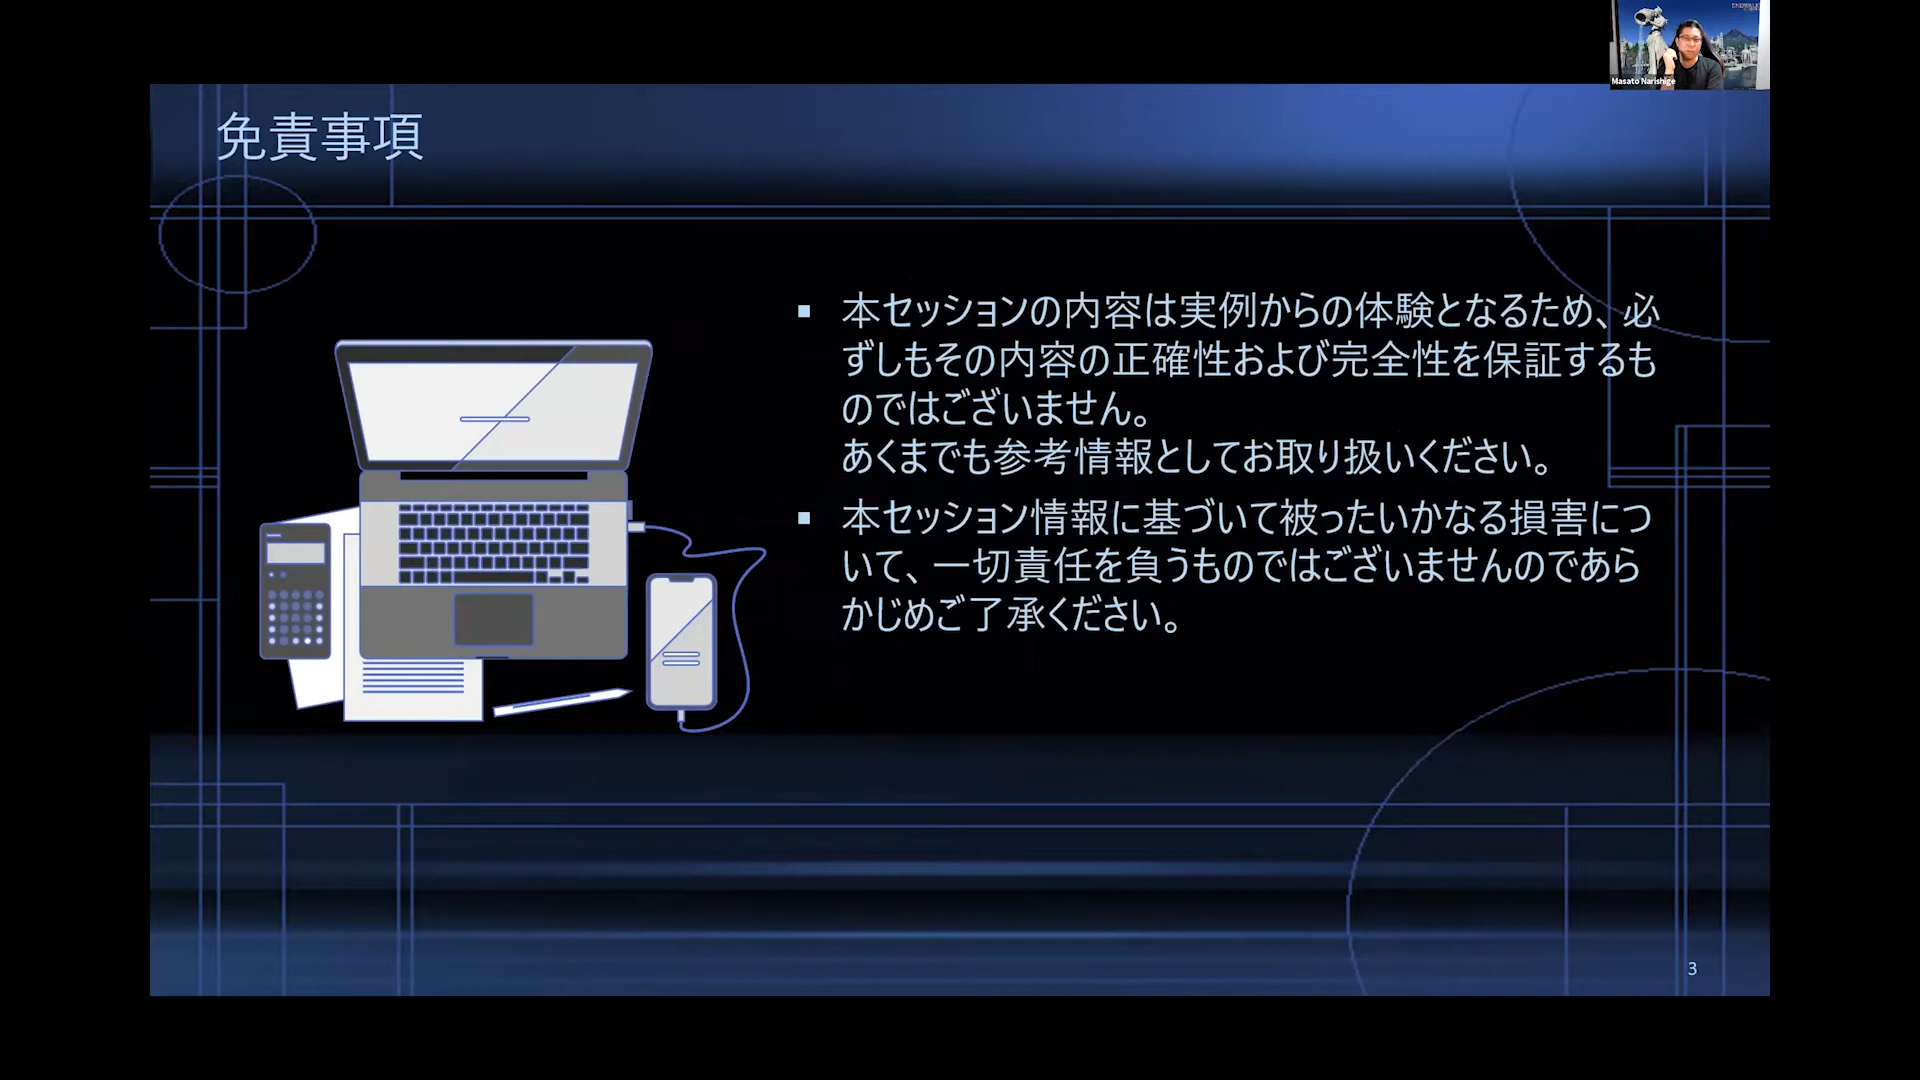 Masato Narishige
免責事項
▪ 本セッションの内容は実例からの体験となるため、必
ずしもその内容の正確性および完全性を保証するも
のではございません。
あくまでも参考情報としてお取り扱いください。
▪ 本セッション情報に基づいて被ったいかなる損害につ
いて、一切責任を負うものではございませんのであら
かじめご了承ください。
3